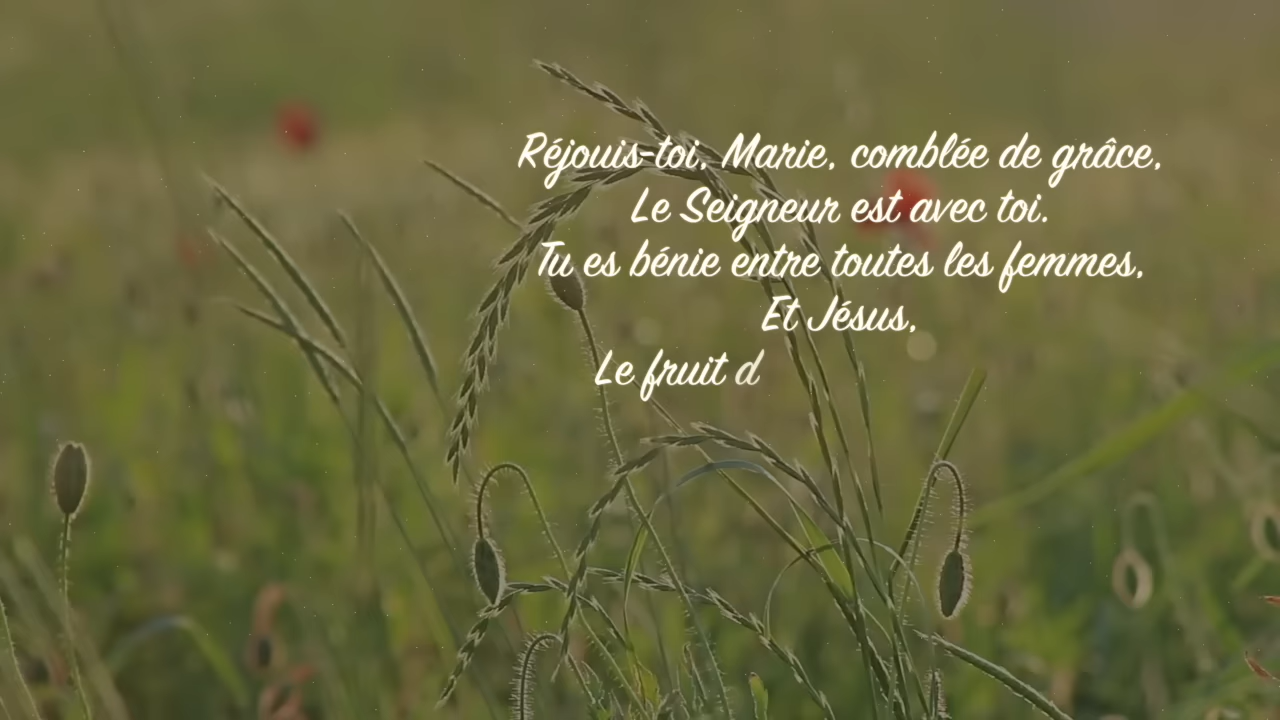 Réjouis-toi, Marie, comblée de grâce,
Le Seigneur est avec toi.
Tu es bénie entre toutes les femmes,
Et Jésus,
Le fruit d